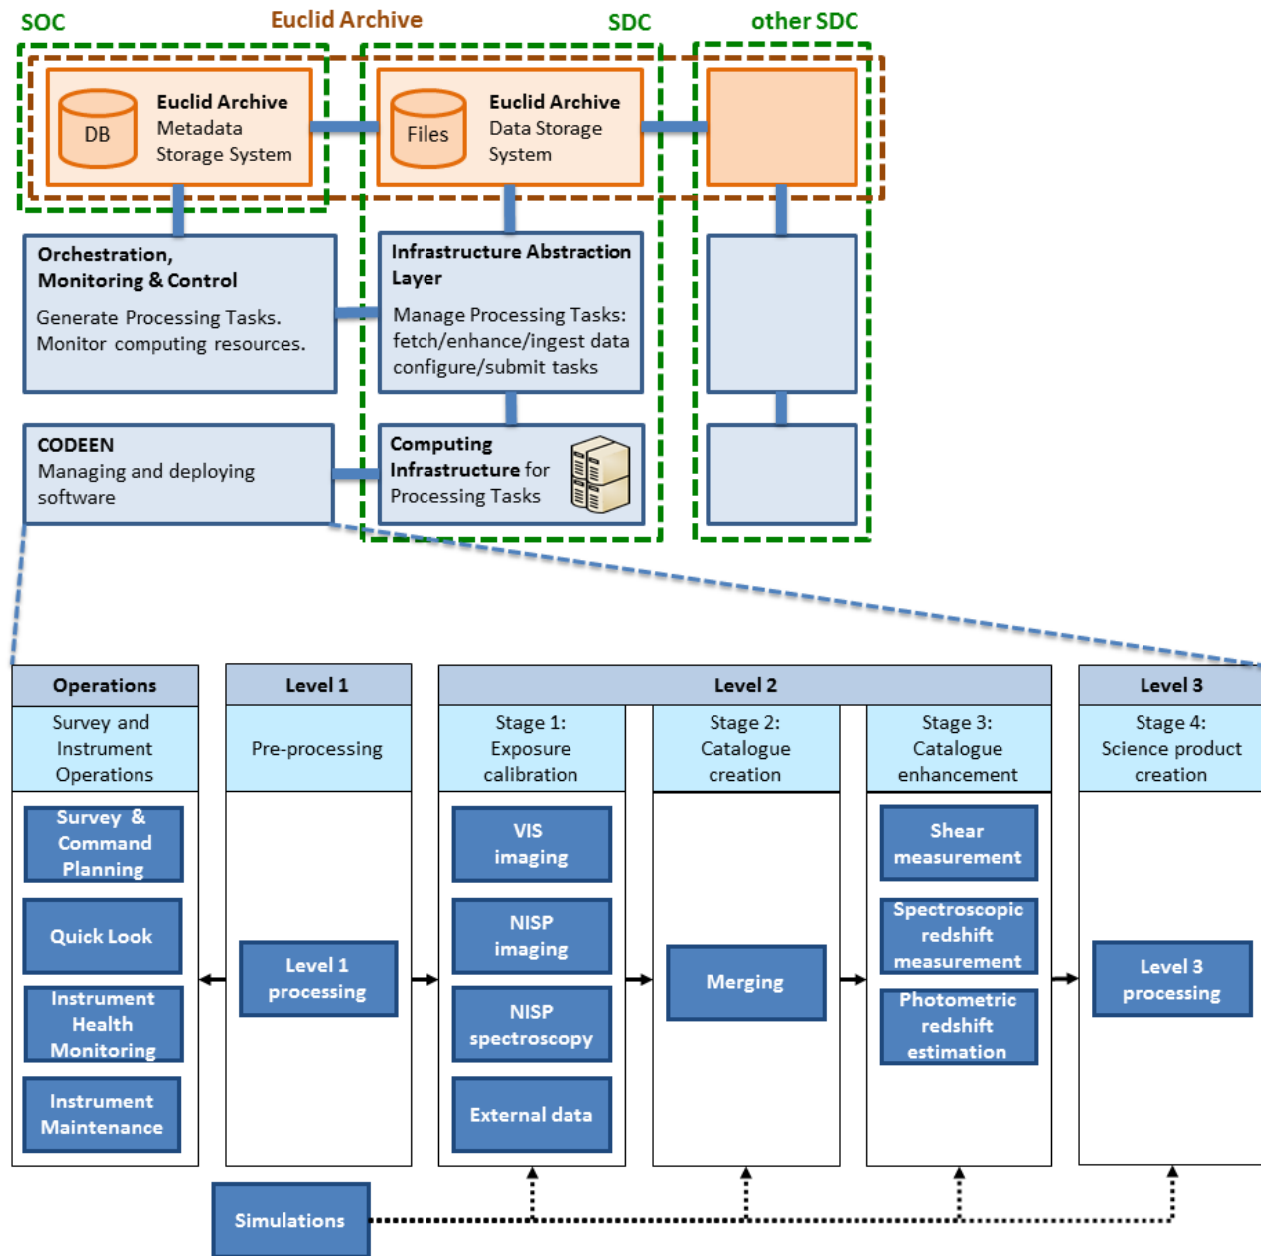 SOC
Euclid Archive
SDC
other SDC
DB
Euclid Archive
Metadata
Storage System
Files
Euclid Archive
Data Storage
System
Orchestration,
Monitoring & Control
Generate Processing Tasks.
Monitor computing resources.
Infrastructure Abstraction
Layer
Manage Processing Tasks:
fetch/enhance/ingest data
configure/submit tasks
CODEEN
Managing and deploying
software
Computing
Infrastructure for
Processing Tasks
Operations
Survey and
Instrument
Operations
Survey &
Command
Planning
Quick Look
Instrument
Health
Monitoring
Instrument
Maintenance
Level 1
Pre-processing
Level 1
processing
Level 2
Stage 1:
Exposure
calibration
VIS
imaging
NISP
imaging
NISP
spectroscopy
External data
Stage 2:
Catalogue
creation
Merging
Stage 3:
Catalogue
enhancement
Shear
measurement
Spectroscopic
redshift
measurement
Photometric
redshift
estimation
Level 3
Stage 4:
Science product
creation
Level 3
processing
Simulations